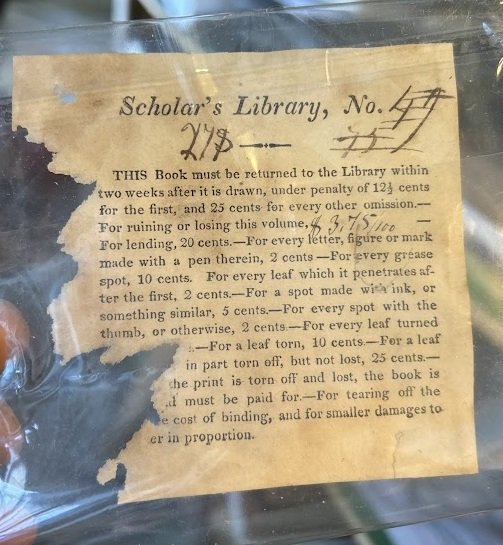 Scholar's Library, No. 47
27
THIS Book must be returned to the Library within
two weeks after it is drawn, under penalty of 12½ cents
for the first, and 25 cents for every other omission.—
For ruining or losing this volume, $ 3,75/100 —
For lending, 20 cents.—For every letter, figure or mark
made with a pen therein, 2 cents—For every grease
spot, 10 cents. For every leaf which it penetrates af-
ter the first, 2 cents.—For a spot made with ink, or
something similar, 5 cents.—For every spot with the
thumb, or otherwise, 2 cents.—For every leaf turned
.—For a leaf torn, 10 cents.—For a leaf
in part torn off, but not lost, 25 cents.—
the print is torn off and lost, the book is
d must be paid for.—For tearing off the
e cost of binding, and for smaller damages to
er in proportion.